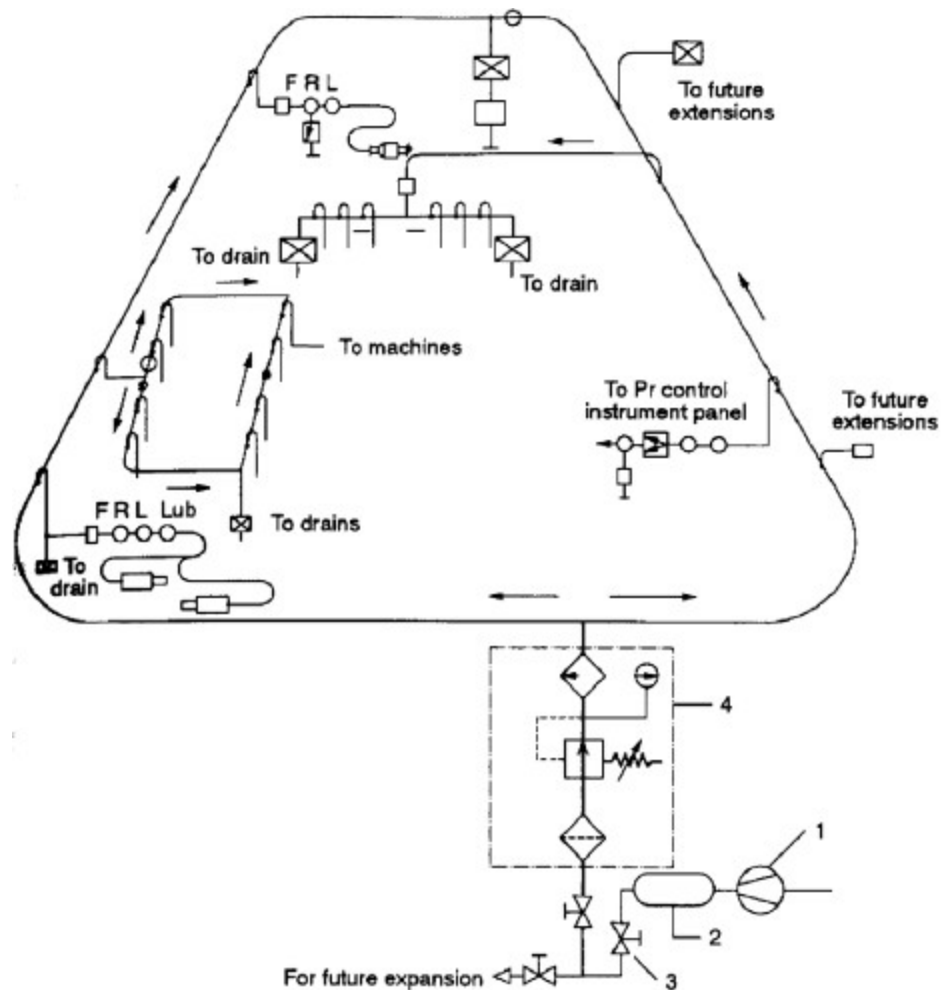 F R L
To future
extensions
To drain
To drain
To machines
To Pr control
instrument panel
To future
extensions
F R L Lub
To drains
To
drain
4
1
2
3
For future expansion